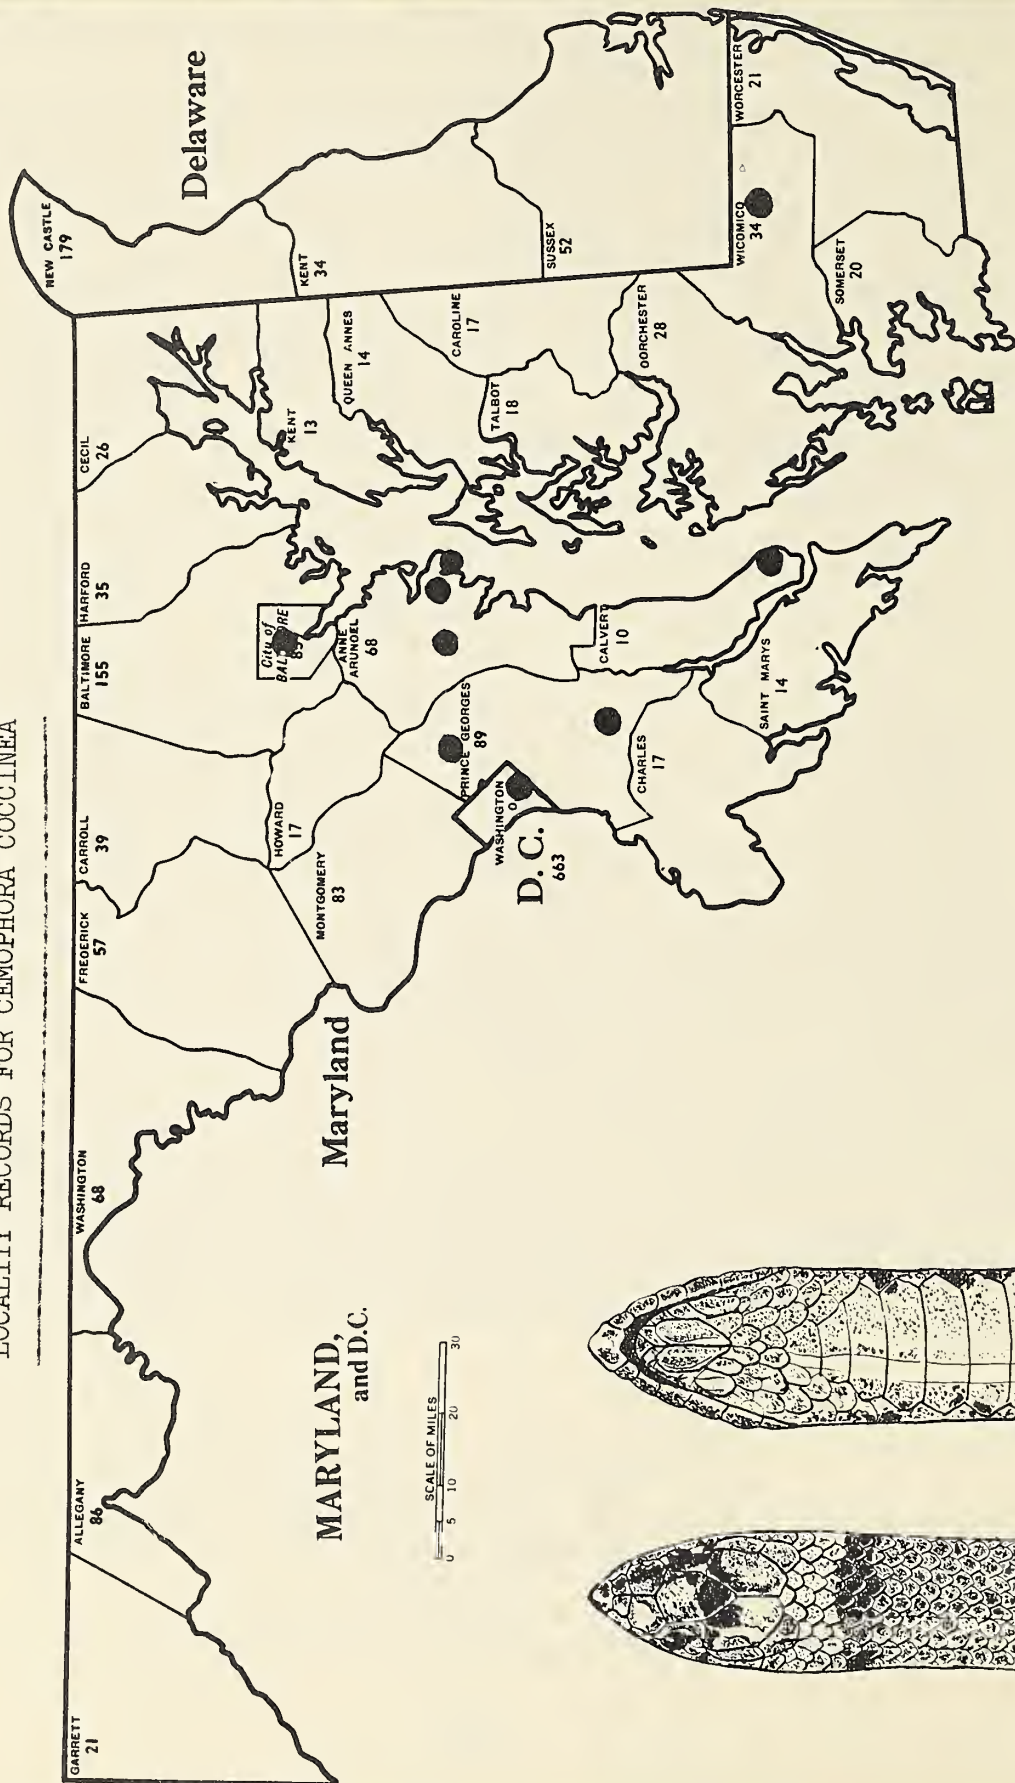 LOCALITY RECORDS FOR CEMOPHORA COCCINEA
GARRETT
21
ALLEGANY
86
WASHINGTON
68
FREDERICK
57
CARROLL
39
BALTIMORE
155
HARFORD
35
CECIL
26
NEW CASTLE
179
Delaware
KENT
34
SUSSEX
52
MONTGOMERY
83
HOWARD
17
City of
BALTIMORE
ANNE
ARUNDEL
68
KENT
13
QUEEN ANNES
14
CAROLINE
17
TALBOT
18
DORCHESTER
28
WICOMICO
34
WORCESTER
21
SOMERSET
20
PRINCE GEORGES
89
WASHINGTON
D.C.
663
CALVERT
10
CHARLES
17
SAINT MARYS
14
Maryland
MARYLAND,
and D.C.
SCALE OF MILES
0 5 10 20 30